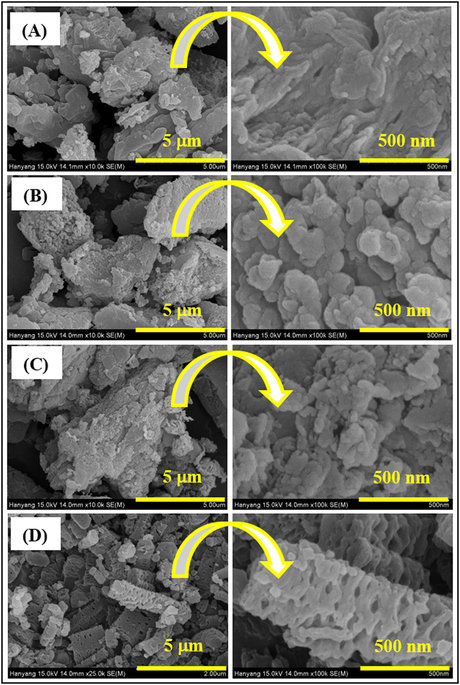 (A)
5 μm
500 nm
Hanyang 15.0kV 14.1mm x10.0k SE(M) 5.00um
Hanyang 15.0kV 14.1mm x100k SE(M) 500nm
(B)
5 μm
500 nm
Hanyang 15.0kV 14.0mm x10.0k SE(M) 5.00um
Hanyang 15.0kV 14.0mm x100k SE(M) 500nm
(C)
5 μm
500 nm
Hanyang 15.0kV 14.0mm x10.0k SE(M) 5.00um
Hanyang 15.0kV 14.0mm x100k SE(M) 500nm
(D)
5 μm
500 nm
Hanyang 15.0kV 14.0mm x25.0k SE(M) 2.00um
Hanyang 15.0kV 14.0mm x100k SE(M) 500nm